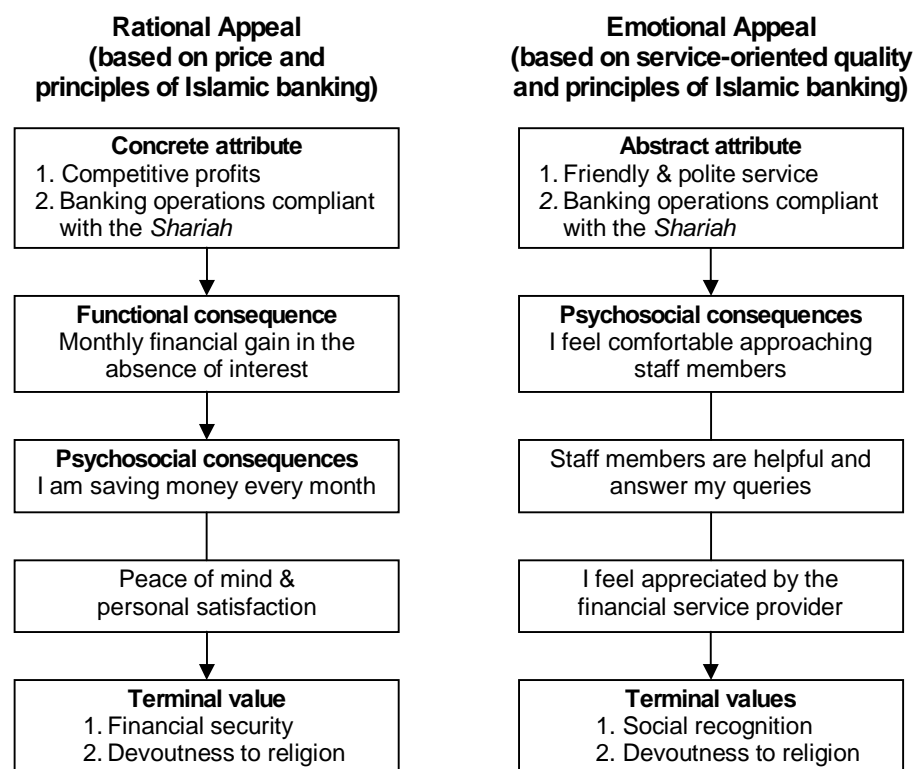 Rational Appeal
(based on price and
principles of Islamic banking)
Concrete attribute
1. Competitive profits
2. Banking operations compliant
with the Shariah
Functional consequence
Monthly financial gain in the
absence of interest
Psychosocial consequences
I am saving money every month
Peace of mind &
personal satisfaction
Terminal value
1. Financial security
2. Devoutness to religion
Emotional Appeal
(based on service-oriented quality
and principles of Islamic banking)
Abstract attribute
1. Friendly & polite service
2. Banking operations compliant
with the Shariah
Psychosocial consequences
I feel comfortable approaching
staff members
Staff members are helpful and
answer my queries
I feel appreciated by the
financial service provider
Terminal values
1. Social recognition
2. Devoutness to religion